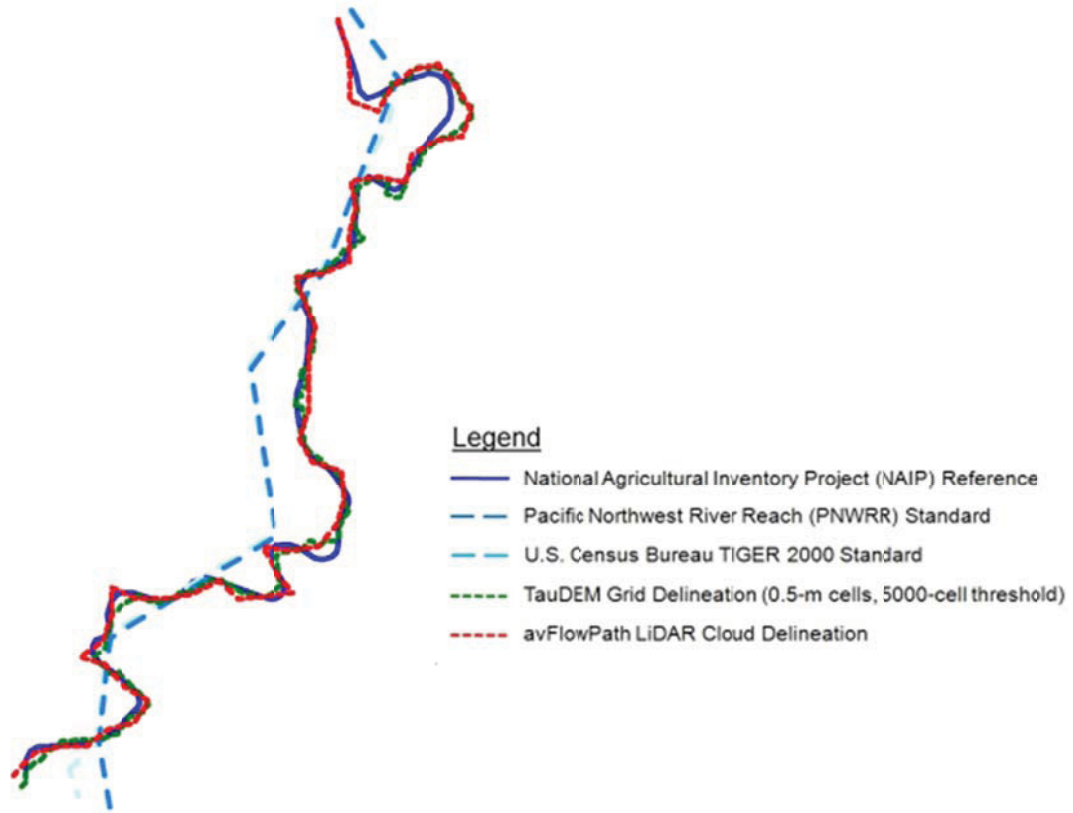 Legend
National Agricultural Inventory Project (NAIP) Reference
Pacific Northwest River Reach (PNWRR) Standard
U.S. Census Bureau TIGER 2000 Standard
TauDEM Grid Delineation (0.5-m cells, 5000-cell threshold)
avFlowPath LiDAR Cloud Delineation